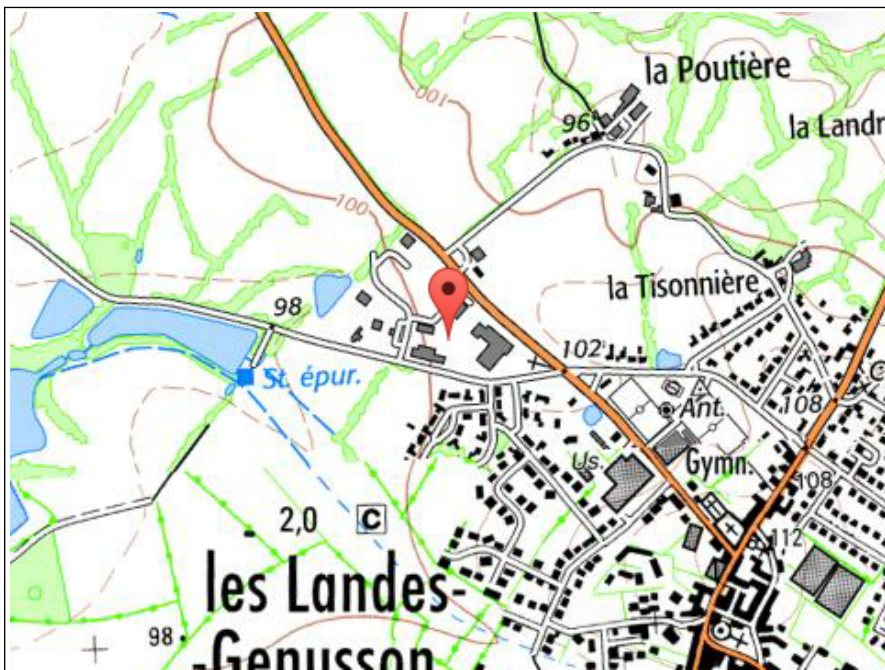 la Poutière
96
la Landr
100
100
la Tisonnière
98
102
St. épur.
Ant.
108
C
Us.
Gymn.
108
2,0
C
112
les Landes-
-Genusson
98